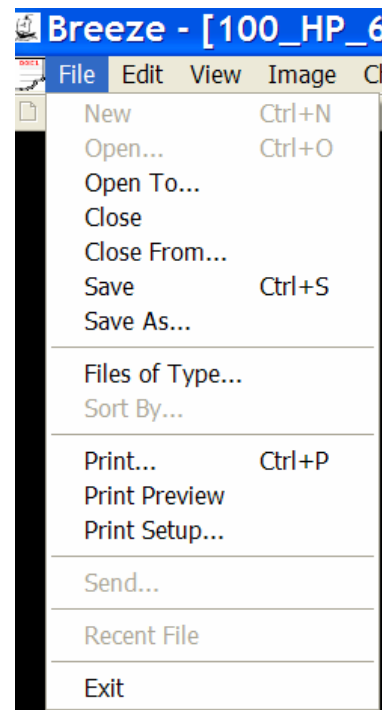 Breeze - [100_HP_6
File Edit View Image
New Ctrl+N
Open... Ctrl+O
Open To...
Close
Close From...
Save Ctrl+S
Save As...
Files of Type...
Sort By...
Print... Ctrl+P
Print Preview
Print Setup...
Send...
Recent File
Exit